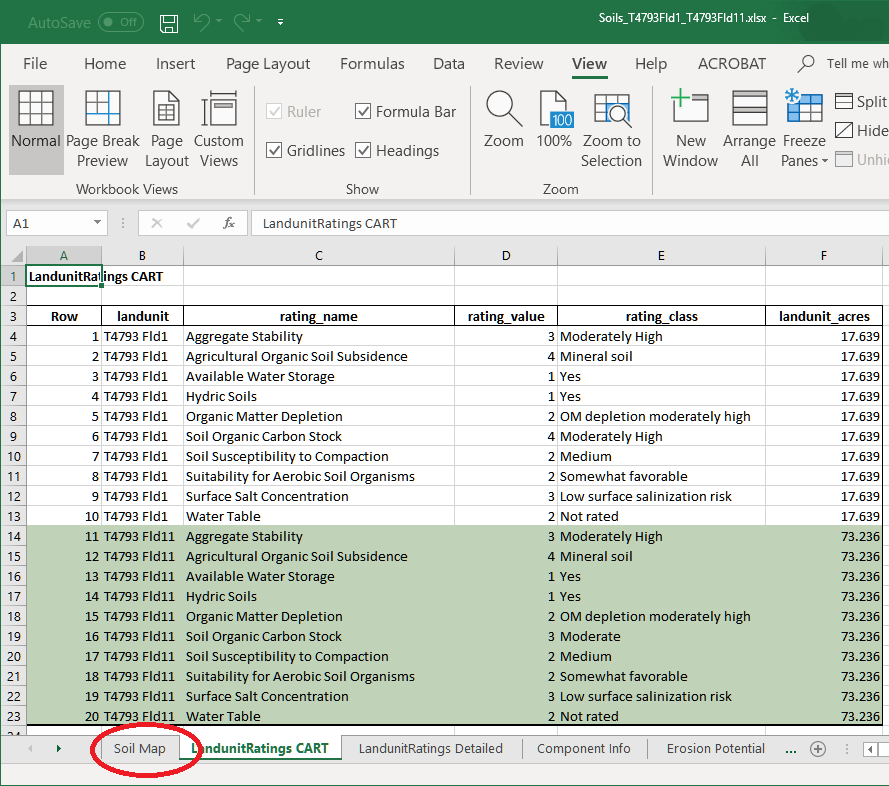 AutoSave Off Soils_T4793Fld1_T4793Fld11.xlsx - Excel
File Home Insert Page Layout Formulas Data Review View Help ACROBAT Tell me wh
Normal Page Break Preview Page Layout Custom Views
Workbook Views
Ruler Formula Bar
Gridlines Headings
Show
Zoom 100 100% Zoom to Selection
Zoom
New Window Arrange All Freeze Panes
Split
Hide
Unhi
A1 fx LandunitRatings CART
A B C D E F
1 LandunitRatings CART
2
3 Row landunit rating_name rating_value rating_class landunit_acres
4 1 T4793 Fld1 Aggregate Stability 3 Moderately High 17.639
5 2 T4793 Fld1 Agricultural Organic Soil Subsidence 4 Mineral soil 17.639
6 3 T4793 Fld1 Available Water Storage 1 Yes 17.639
7 4 T4793 Fld1 Hydric Soils 1 Yes 17.639
8 5 T4793 Fld1 Organic Matter Depletion 2 OM depletion moderately high 17.639
9 6 T4793 Fld1 Soil Organic Carbon Stock 4 Moderately High 17.639
10 7 T4793 Fld1 Soil Susceptibility to Compaction 2 Medium 17.639
11 8 T4793 Fld1 Suitability for Aerobic Soil Organisms 2 Somewhat favorable 17.639
12 9 T4793 Fld1 Surface Salt Concentration 3 Low surface salinization risk 17.639
13 10 T4793 Fld1 Water Table 2 Not rated 17.639
14 11 T4793 Fld11 Aggregate Stability 3 Moderately High 73.236
15 12 T4793 Fld11 Agricultural Organic Soil Subsidence 4 Mineral soil 73.236
16 13 T4793 Fld11 Available Water Storage 1 Yes 73.236
17 14 T4793 Fld11 Hydric Soils 1 Yes 73.236
18 15 T4793 Fld11 Organic Matter Depletion 2 OM depletion moderately high 73.236
19 16 T4793 Fld11 Soil Organic Carbon Stock 3 Moderate 73.236
20 17 T4793 Fld11 Soil Susceptibility to Compaction 2 Medium 73.236
21 18 T4793 Fld11 Suitability for Aerobic Soil Organisms 2 Somewhat favorable 73.236
22 19 T4793 Fld11 Surface Salt Concentration 3 Low surface salinization risk 73.236
23 20 T4793 Fld11 Water Table 2 Not rated 73.236
Soil Map LandunitRatings CART LandunitRatings Detailed Component Info Erosion Potential ...